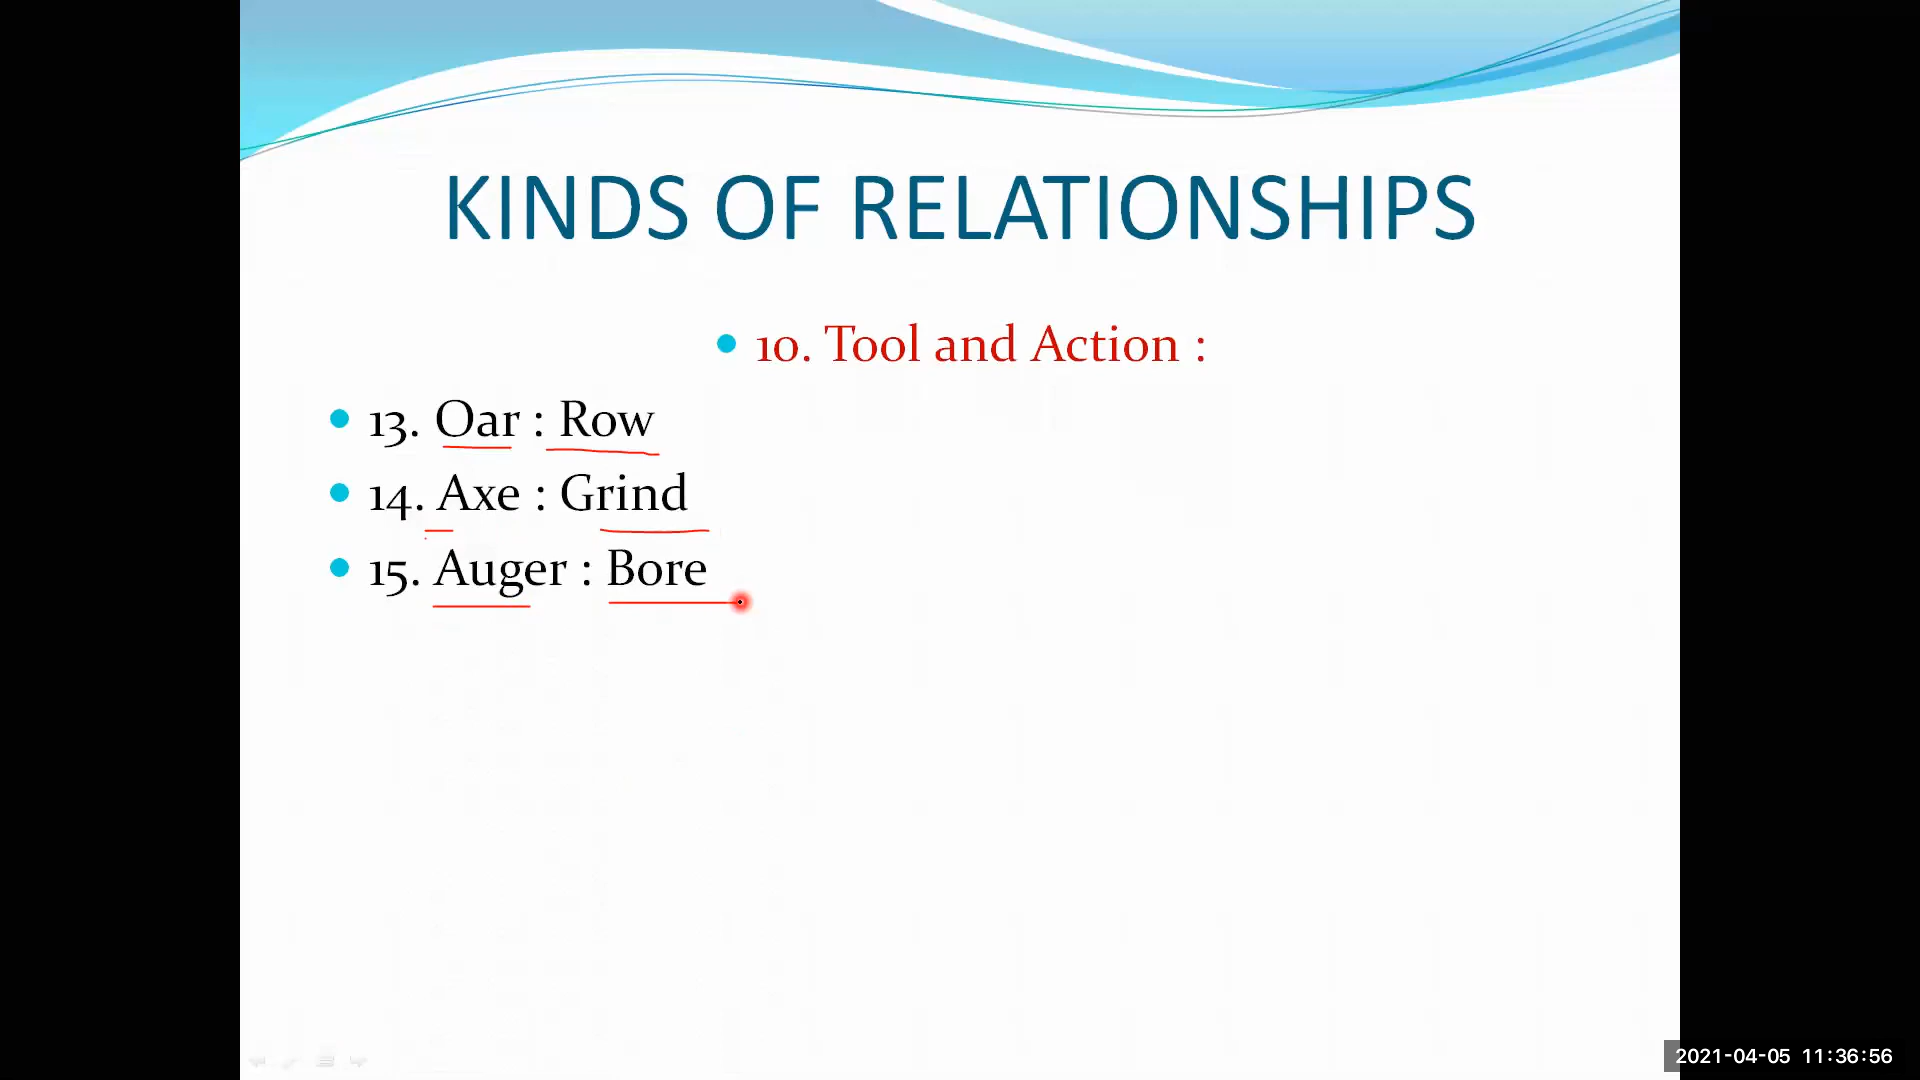 KINDS OF RELATIONSHIPS
10. Tool and Action :
13. Oar : Row
14. Axe : Grind
15. Auger : Bore
2021-04-05 11:36:56